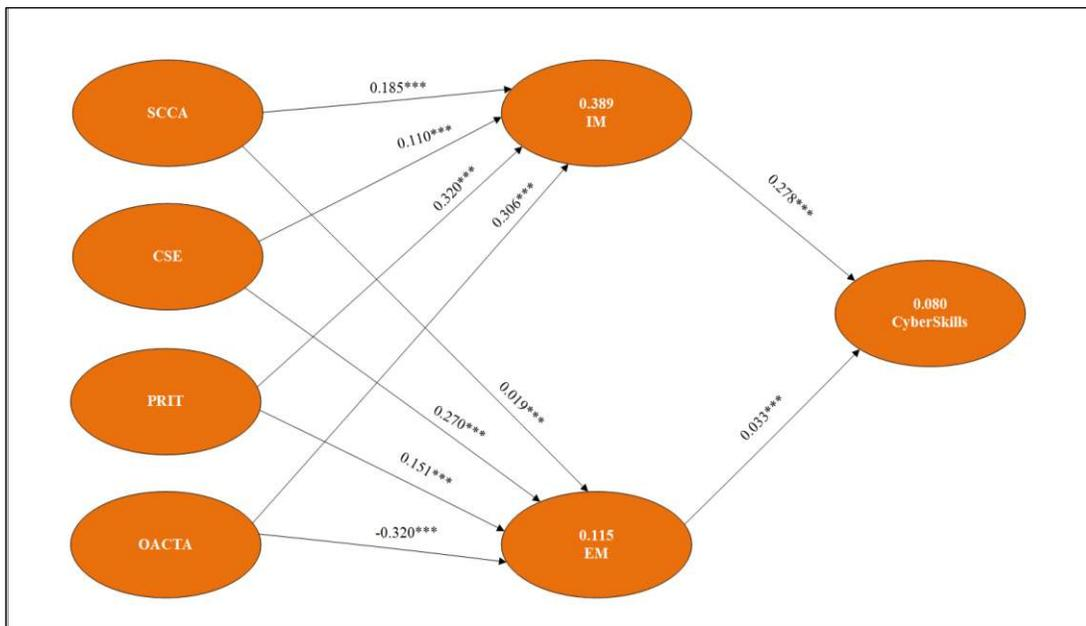 SCCA
0.185***
0.389
IM
0.110***
CSE
0.320***
0.306***
0.278***
0.080
CyberSkills
PRIT
0.019***
0.270***
0.151***
0.033***
OACTA
-0.320***
0.115
EM